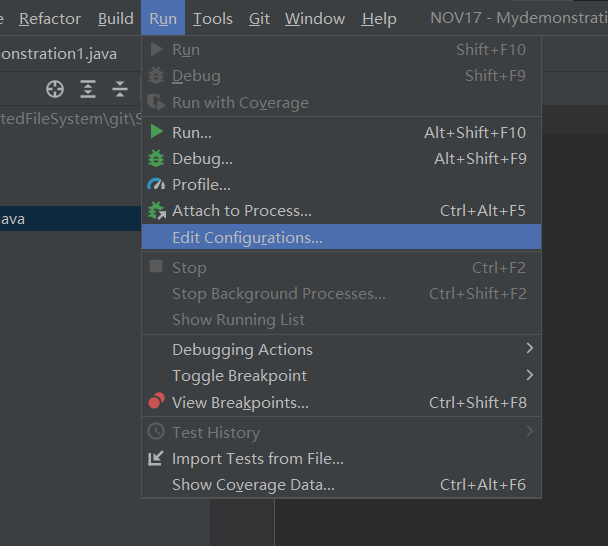 e Refactor Build Run Tools Git Window Help NOV17 - Mydemonstrati
onstration1.java
Run Shift+F10
Debug Shift+F9
Run with Coverage
tedFileSystem\git\S
Run... Alt+Shift+F10
Debug... Alt+Shift+F9
Profile...
Attach to Process... Ctrl+Alt+F5
ava
Edit Configurations...
Stop Ctrl+F2
Stop Background Processes... Ctrl+Shift+F2
Show Running List
Debugging Actions
Toggle Breakpoint
View Breakpoints... Ctrl+Shift+F8
Test History
Import Tests from File...
Show Coverage Data... Ctrl+Alt+F6